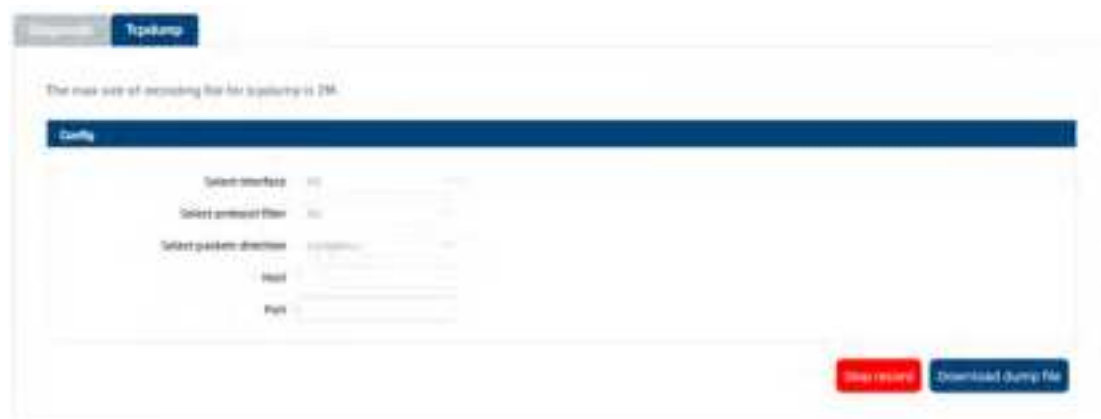 Diagnostic Tcpdump
The max size of recording file for tcpdump is 2M.
Config
Select interface
Select protocol filter
Select packets direction
Host
Port
Stop record Download dump file